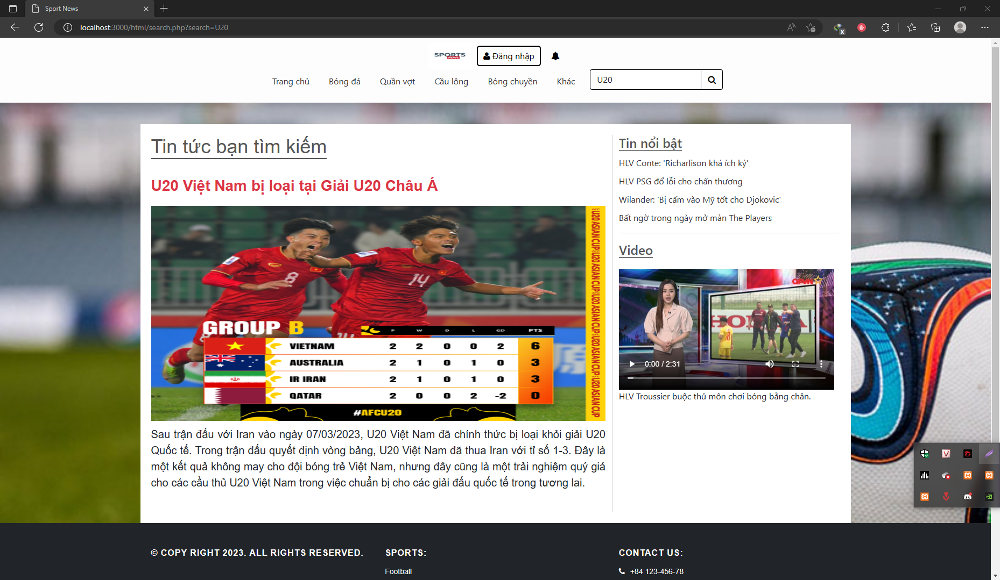 Sport News
localhost:3000/html/search.php?search=U20
SPORTS
NEWS
Đăng nhập
Trang chủ
Bóng đá
Quần vợt
Cầu lông
Bóng chuyền
Khác
U20
Tin tức bạn tìm kiếm
U20 Việt Nam bị loại tại Giải U20 Châu Á
8
14
14
U20 ASIAN CUP U20 ASIAN CUP U20 ASIAN CUP U20 ASIAN CUP U20 ASIAN CUP
GROUP B
P W D L GD PTS
VIETNAM 2 2 0 0 2 6
AUSTRALIA 2 1 0 1 0 3
IR IRAN 2 1 0 1 0 3
QATAR 2 0 0 2 -2 0
#AFCU20
Sau trận đấu với Iran vào ngày 07/03/2023, U20 Việt Nam đã chính thức bị loại khỏi giải U20
Quốc tế. Trong trận đấu quyết định vòng bảng, U20 Việt Nam đã thua Iran với tỉ số 1-3. Đây là
một kết quả không may cho đội bóng trẻ Việt Nam, nhưng đây cũng là một trải nghiệm quý giá
cho các cầu thủ U20 Việt Nam trong việc chuẩn bị cho các giải đấu quốc tế trong tương lai.
Tin nổi bật
HLV Conte: 'Richarlison khá ích kỷ'
HLV PSG đổ lỗi cho chấn thương
Wilander: 'Bị cấm vào Mỹ tốt cho Djokovic'
Bất ngờ trong ngày mở màn The Players
Video
QPVN
HONDA
0:00 / 2:31
HLV Troussier buộc thủ môn chơi bóng bằng chân.
© COPY RIGHT 2023. ALL RIGHTS RESERVED.
SPORTS:
Football
CONTACT US:
+84 123-456-78